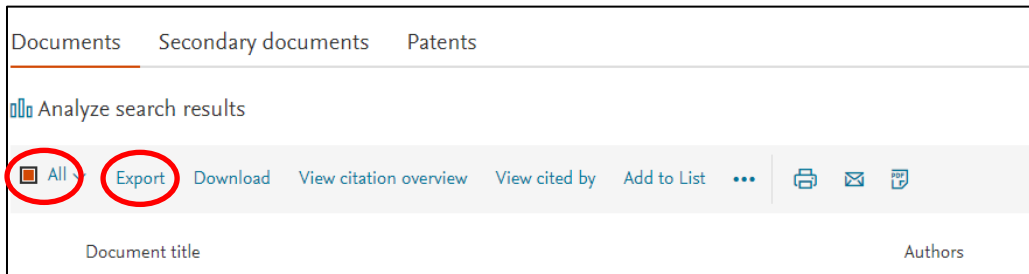 Documents Secondary documents Patents
Analyze search results
All Export Download View citation overview View cited by Add to List ••• PDF
Document title Authors